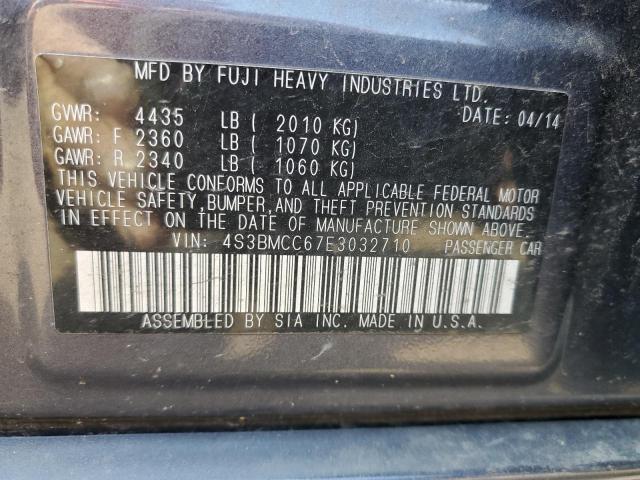 MFD BY FUJI HEAVY INDUSTRIES LTD.
GVWR: 4435 LB ( 2010 KG) DATE: 04/14
GAWR: F 2360 LB ( 1070 KG)
GAWR: R 2340 LB ( 1060 KG)
THIS VEHICLE CONFORMS TO ALL APPLICABLE FEDERAL MOTOR
VEHICLE SAFETY, BUMPER, AND THEFT PREVENTION STANDARDS
IN EFFECT ON THE DATE OF MANUFACTURE SHOWN ABOVE.
VIN: 4S3BMCC67E3032710 PASSENGER CAR
ASSEMBLED BY SIA INC. MADE IN U.S.A.